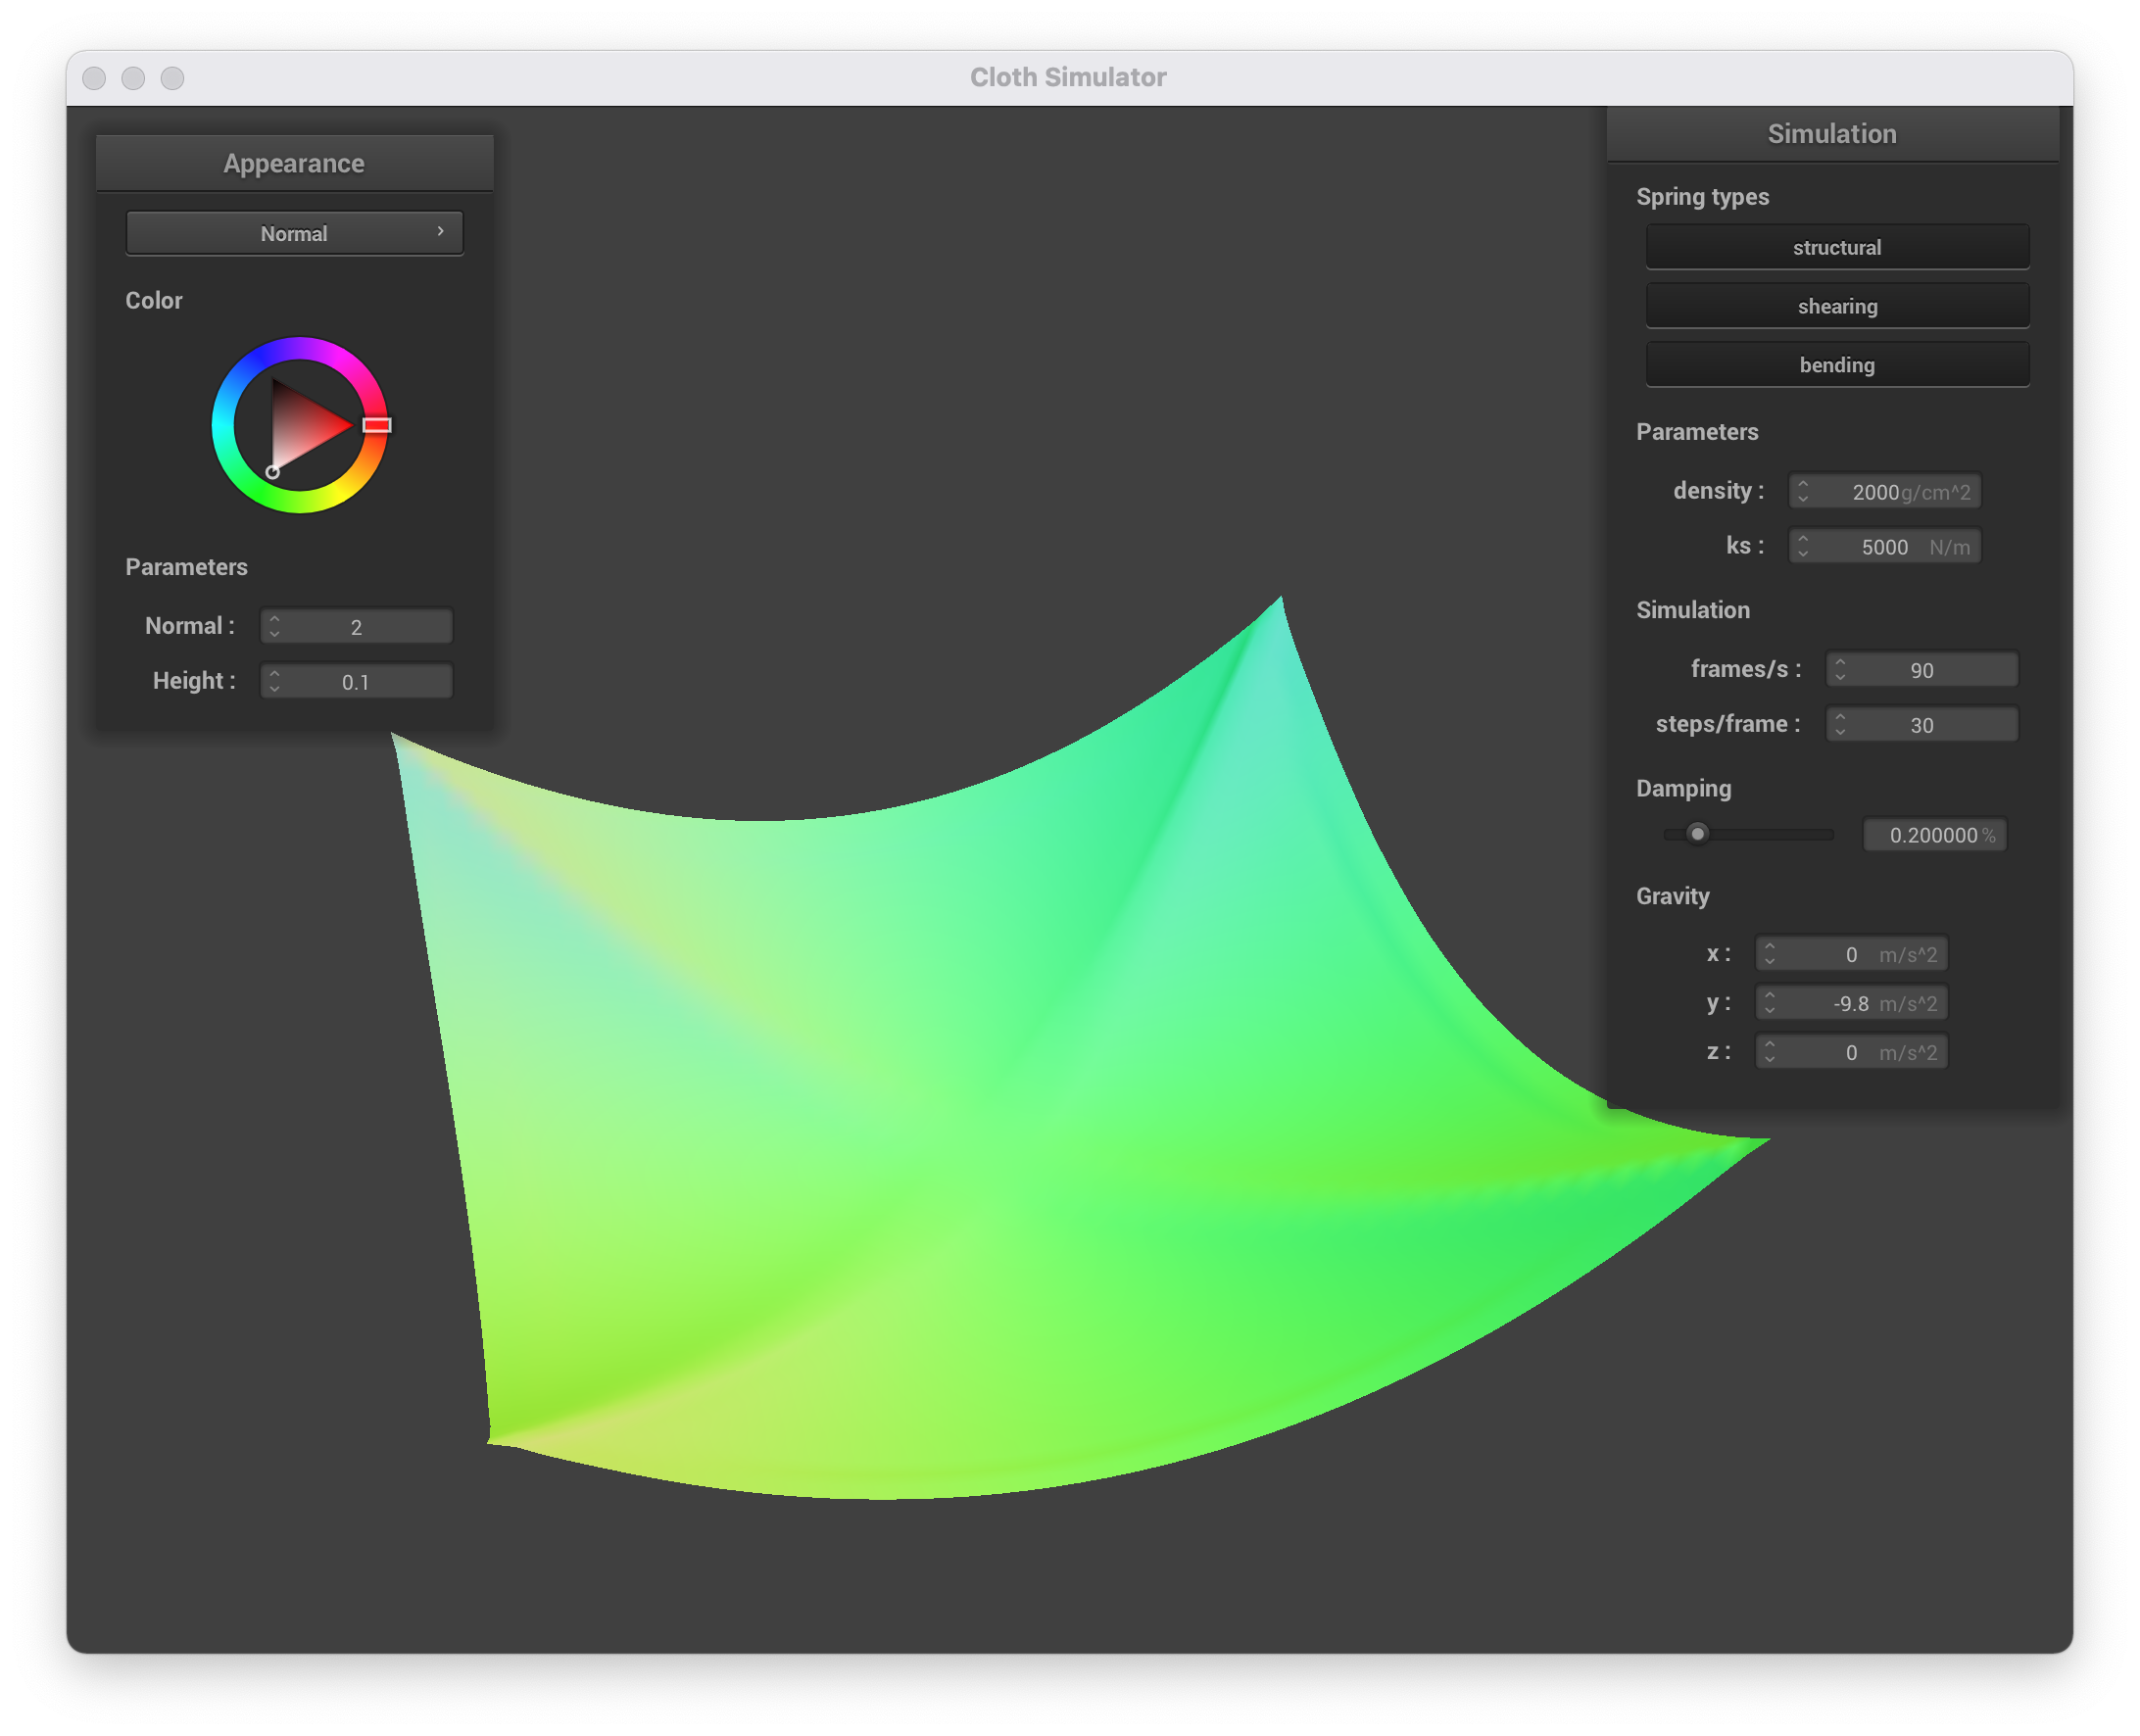 Cloth Simulator
Appearance
Normal
Color
Parameters
Normal : 2
Height : 0.1
Simulation
Spring types
structural
shearing
bending
Parameters
density : 2000 g/cm^2
ks : 5000 N/m
Simulation
frames/s : 90
steps/frame : 30
Damping
0.200000 %
Gravity
x : 0 m/s^2
y : -9.8 m/s^2
z : 0 m/s^2